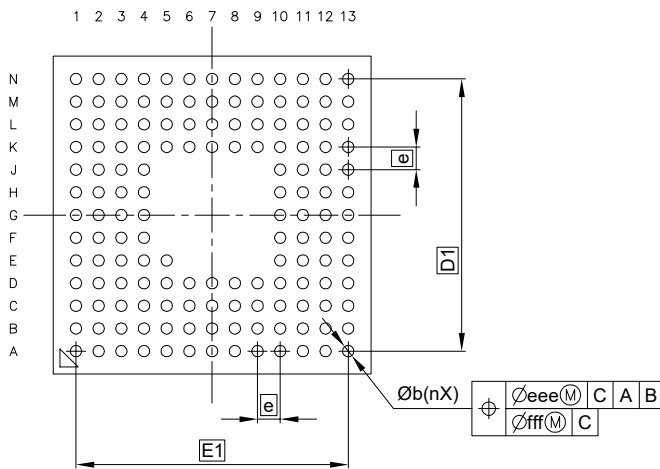 1 2 3 4 5 6 7 8 9 10 11 12 13
N
M
L
K
J
H
G
F
E
D
C
B
A
e
D1
e
E1
Øb(nX)
Øeee Ⓜ C A B
Øfff Ⓜ C